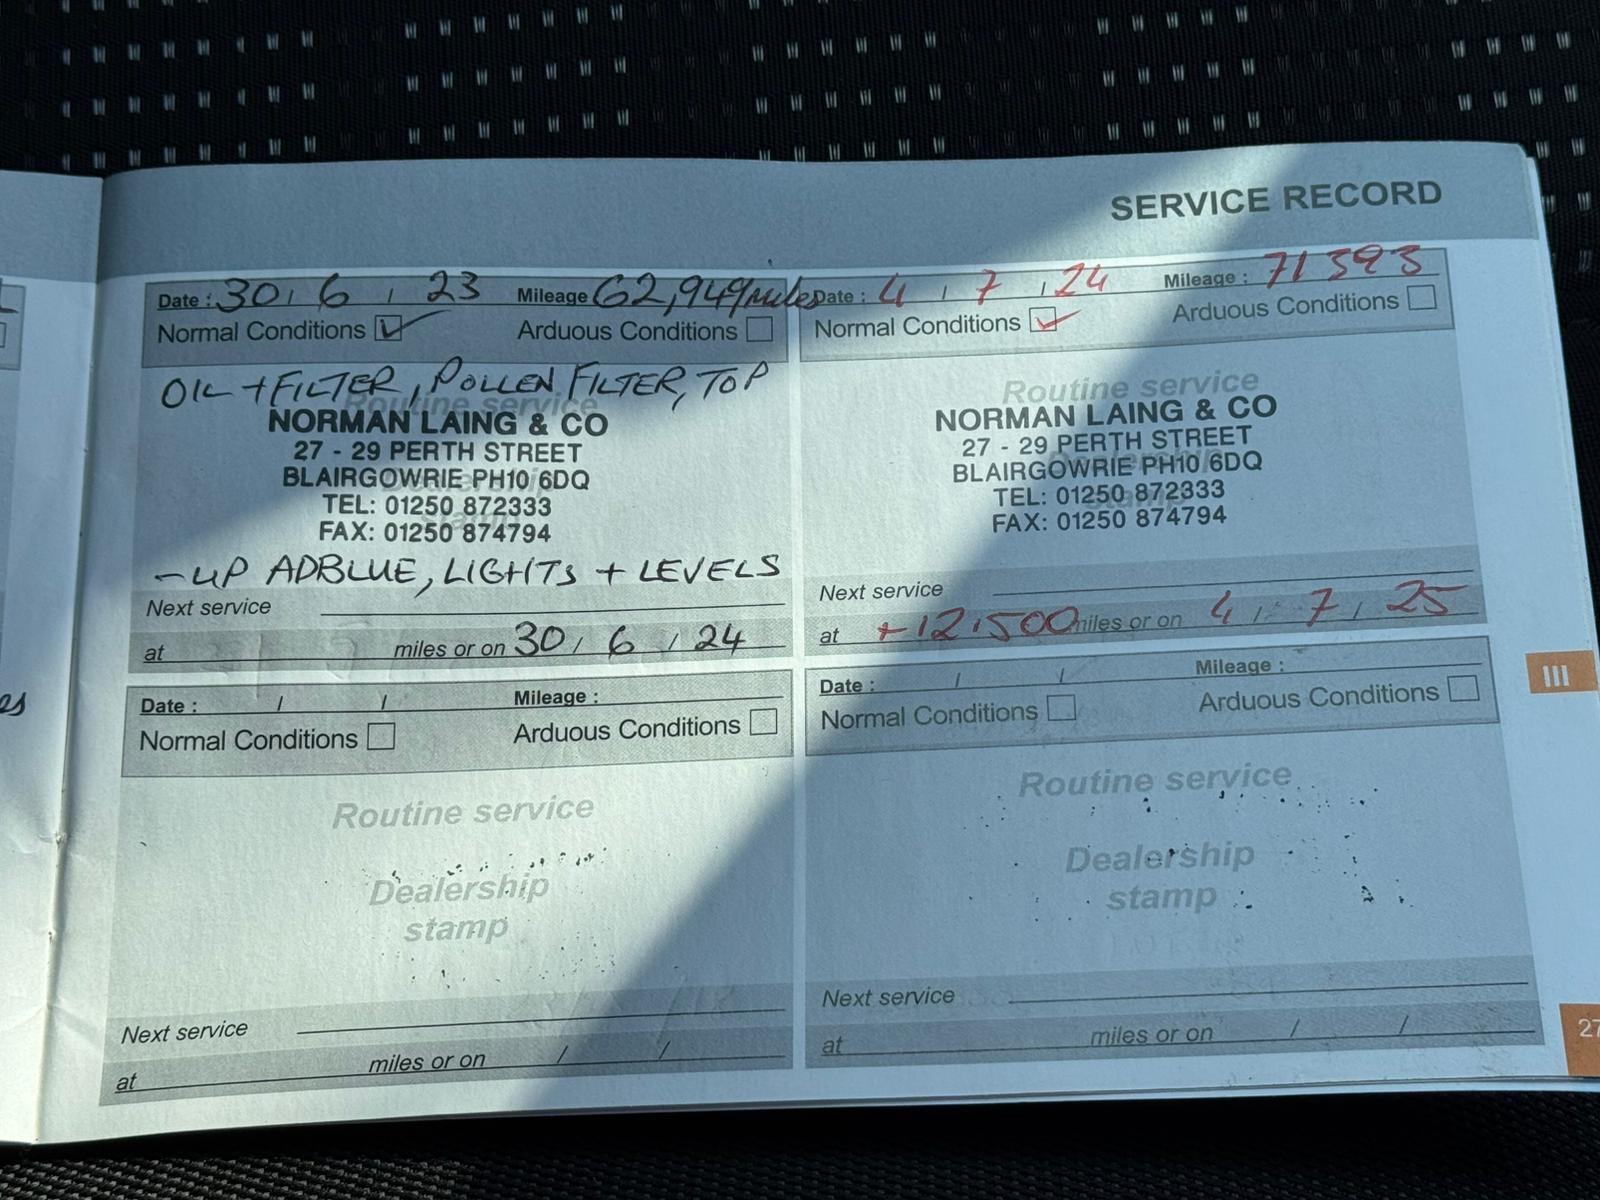 SERVICE RECORD
Date : 30 / 6 / 23 Mileage 62,949 miles
Normal Conditions Arduous Conditions
OIL + FILTER, POLLEN FILTER, TOP
Routine service
NORMAN LAING & CO
27 - 29 PERTH STREET
BLAIRGOWRIE PH10 6DQ
Dealership
TEL: 01250 872333
stamp
FAX: 01250 874794
-UP ADBLUE, LIGHTS + LEVELS
Next service
at miles or on 30 / 6 / 24
Date : 4 / 7 / 24 Mileage : 71393
Normal Conditions Arduous Conditions
Routine service
NORMAN LAING & CO
27 - 29 PERTH STREET
Dealership
BLAIRGOWRIE PH10 6DQ
TEL: 01250 872333
stamp
FAX: 01250 874794
Next service
at +12,500 miles or on 4 / 7 / 25
Date : / / Mileage :
Normal Conditions Arduous Conditions
Routine service
Dealership
stamp
Next service
at miles or on / /
Date : / / Mileage :
Normal Conditions Arduous Conditions
Routine service
Dealership
stamp
Next service
at miles or on / /
III
27
es